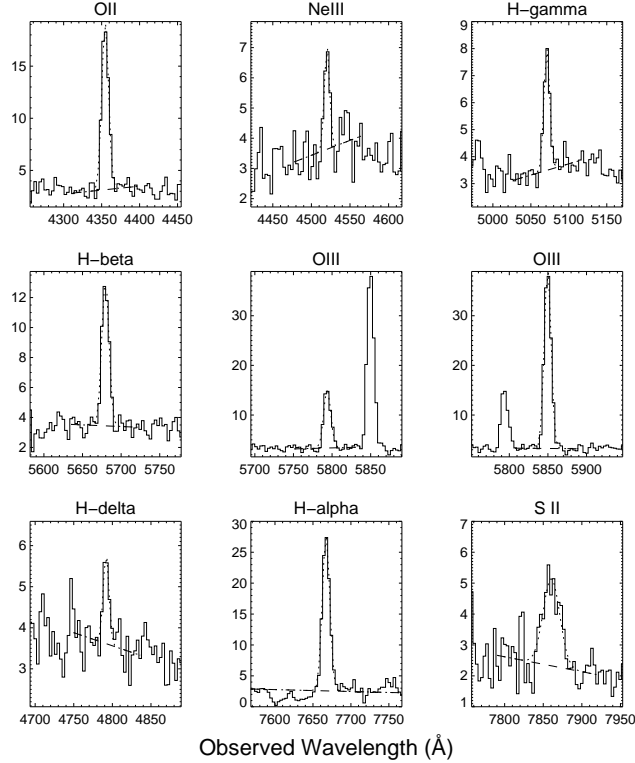 OII
NeIII
H−gamma
15
10
5
4300 4350 4400 4450
7
6
5
4
3
2
4450 4500 4550 4600
9
8
7
6
5
4
3
5000 5050 5100 5150
H−beta
OIII
OIII
12
10
8
6
4
2
5600 5650 5700 5750
30
20
10
5700 5750 5800 5850
30
20
10
5800 5850 5900
H−delta
H−alpha
S II
6
5
4
3
4700 4750 4800 4850
30
25
20
15
10
5
0
7600 7650 7700 7750
7
6
5
4
3
2
1
7800 7850 7900 7950
Observed Wavelength (Å)